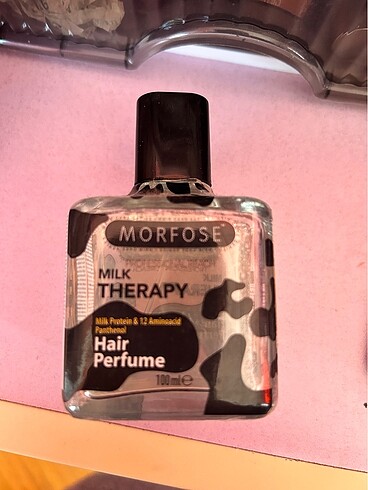 MORFOSE
MILK
THERAPY
Milk Protein & 12 Aminoacid
Panthenol
Hair
Perfume
100 ml ℮